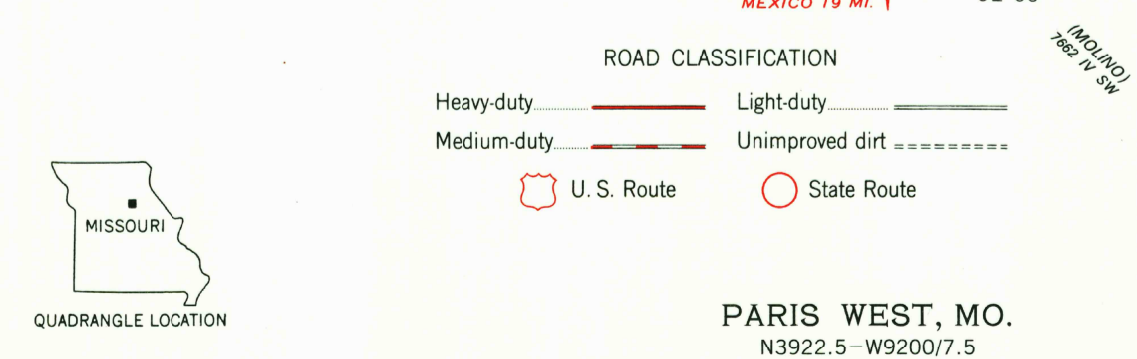 MEXICO 19 MI.
(MOLINO)
7662 IV SW
ROAD CLASSIFICATION
Heavy-duty
Light-duty
Medium-duty
Unimproved dirt
U. S. Route
State Route
MISSOURI
QUADRANGLE LOCATION
PARIS WEST, MO.
N3922.5–W9200/7.5